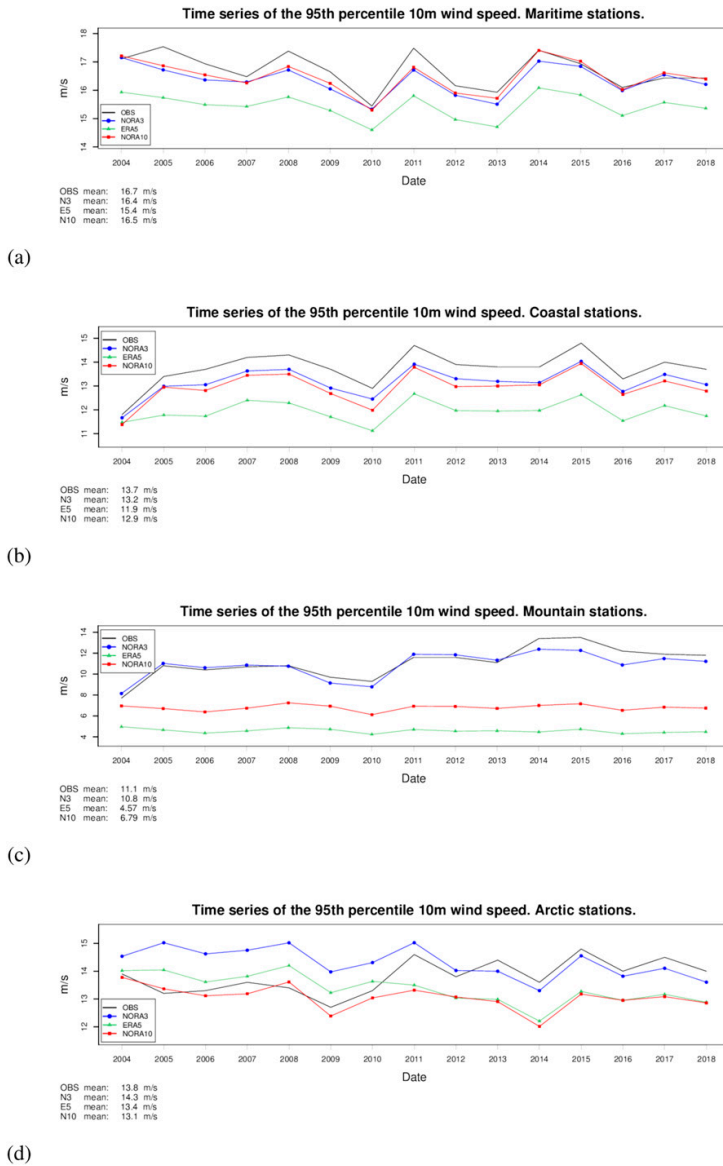 Time series of the 95th percentile 10m wind speed. Maritime stations.
18
17
16
15
14
m/s
OBS
NORA3
ERA5
NORA10
2004 2005 2006 2007 2008 2009 2010 2011 2012 2013 2014 2015 2016 2017 2018
Date
OBS mean: 16.7 m/s
N3 mean: 16.4 m/s
E5 mean: 15.4 m/s
N10 mean: 16.5 m/s
(a)
Time series of the 95th percentile 10m wind speed. Coastal stations.
15
14
13
12
11
m/s
OBS
NORA3
ERA5
NORA10
2004 2005 2006 2007 2008 2009 2010 2011 2012 2013 2014 2015 2016 2017 2018
Date
OBS mean: 13.7 m/s
N3 mean: 13.2 m/s
E5 mean: 11.9 m/s
N10 mean: 12.9 m/s
(b)
Time series of the 95th percentile 10m wind speed. Mountain stations.
14
12
10
8
6
4
m/s
OBS
NORA3
ERA5
NORA10
2004 2005 2006 2007 2008 2009 2010 2011 2012 2013 2014 2015 2016 2017 2018
Date
OBS mean: 11.1 m/s
N3 mean: 10.8 m/s
E5 mean: 4.57 m/s
N10 mean: 6.79 m/s
(c)
Time series of the 95th percentile 10m wind speed. Arctic stations.
15
14
13
12
m/s
OBS
NORA3
ERA5
NORA10
2004 2005 2006 2007 2008 2009 2010 2011 2012 2013 2014 2015 2016 2017 2018
Date
OBS mean: 13.8 m/s
N3 mean: 14.3 m/s
E5 mean: 13.4 m/s
N10 mean: 13.1 m/s
(d)